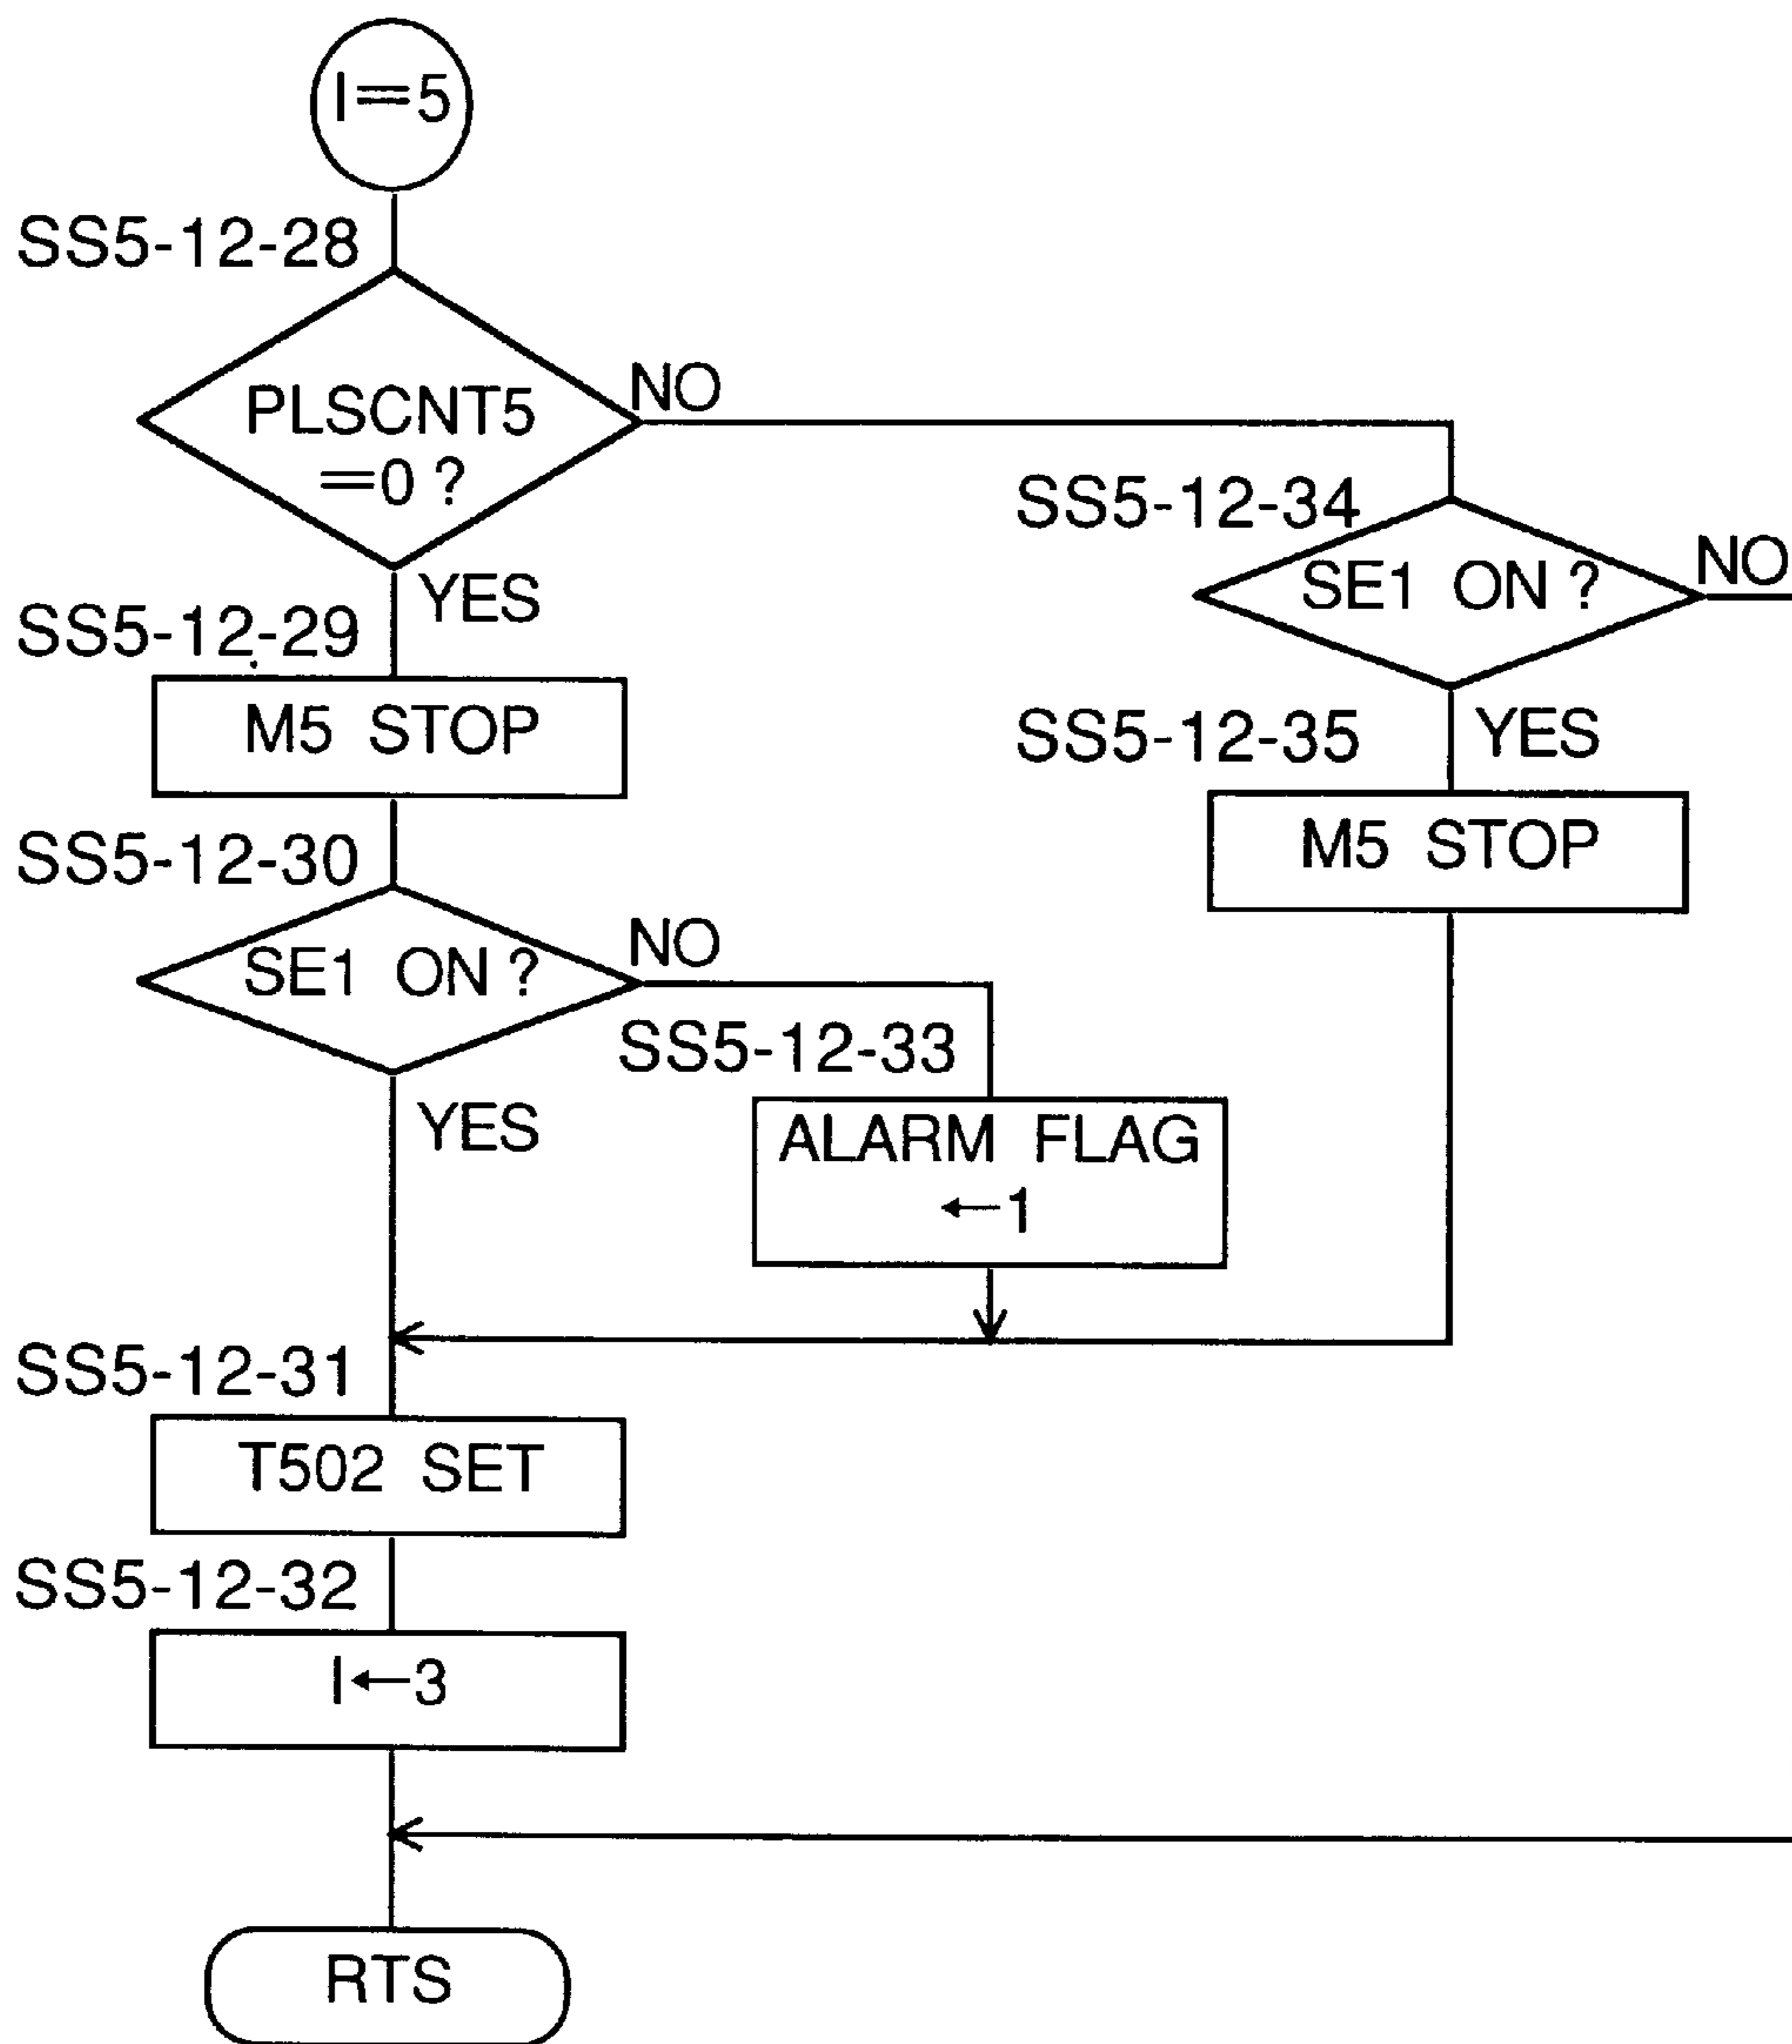 I=5
SS5-12-28
PLSCNT5
=0 ?
NO
YES
SS5-12-29
M5 STOP
SS5-12-30
SE1 ON ?
NO
YES
SS5-12-33
ALARM FLAG
←1
SS5-12-34
SE1 ON ?
NO
YES
SS5-12-35
M5 STOP
SS5-12-31
T502 SET
SS5-12-32
I←3
RTS